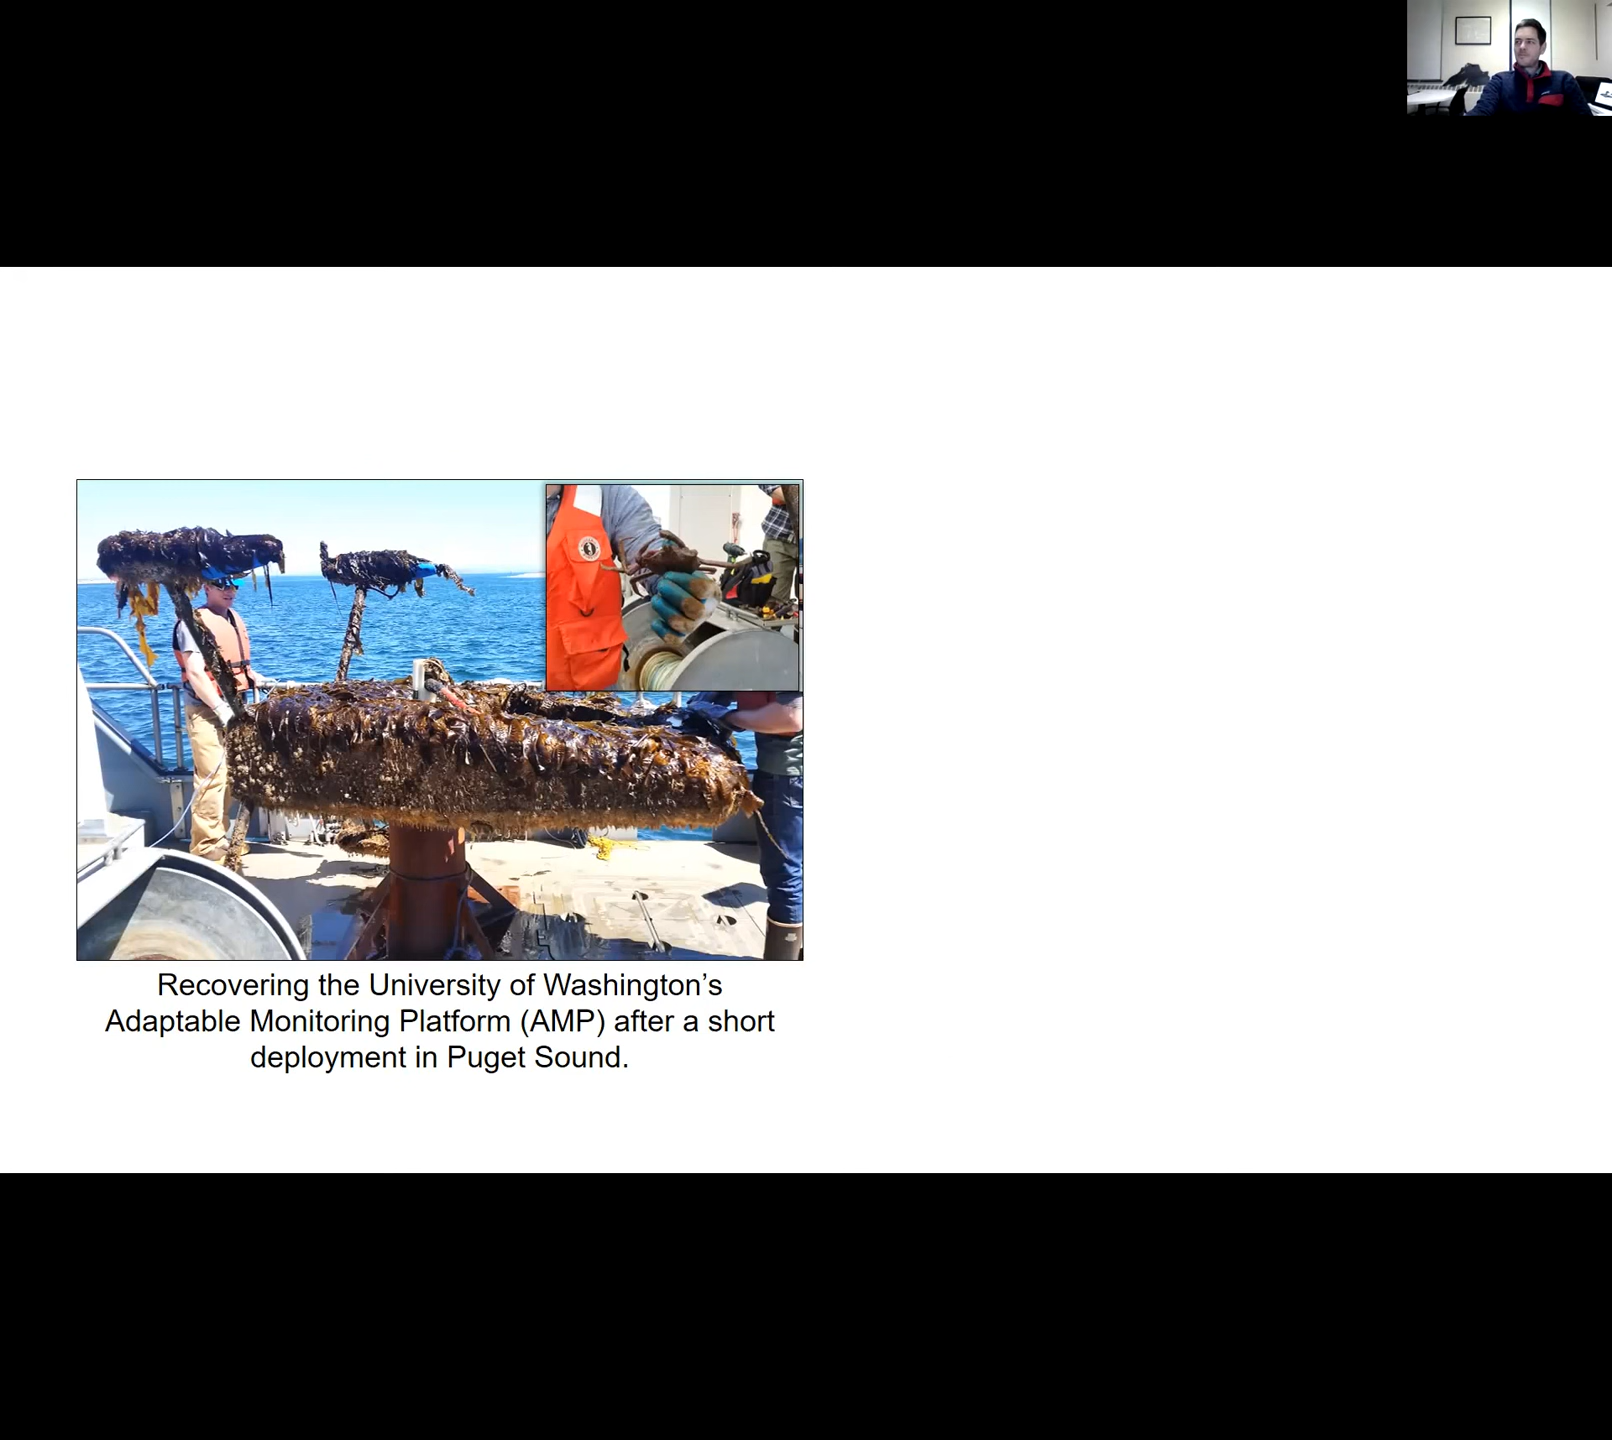 Recovering the University of Washington’s
Adaptable Monitoring Platform (AMP) after a short
deployment in Puget Sound.